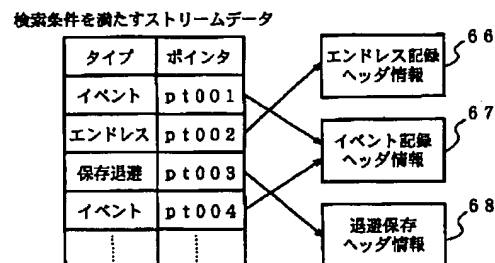 検索条件を満たすストリームデータ
タイプ ポインタ
イベント pt001
エンドレス pt002
保存退避 pt003
イベント pt004
エンドレス記録
ヘッダ情報
66
イベント記録
ヘッダ情報
67
退避保存
ヘッダ情報
68